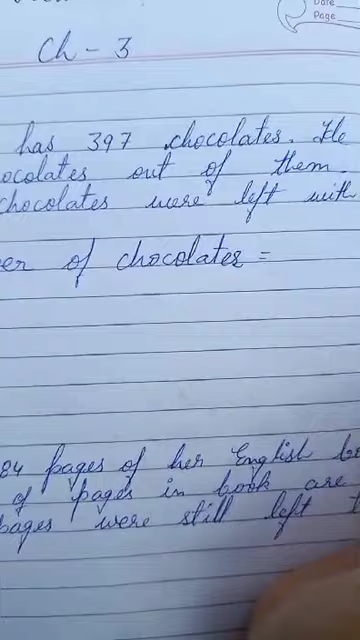 Date
Page
Ch - 3
has 397 chocolates. He
ocolates out of them.
chocolates were left with
er of chocolates =
84 pages of her English bo
of pages in book are
pages were still left t